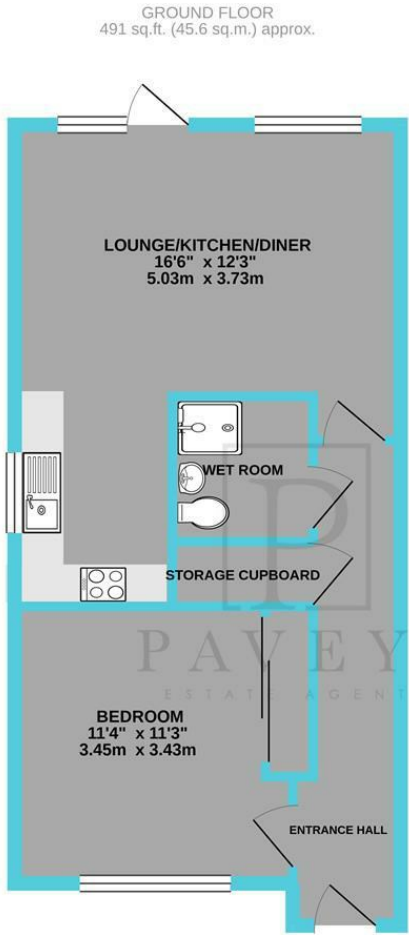 GROUND FLOOR
491 sq.ft. (45.6 sq.m.) approx.
LOUNGE/KITCHEN/DINER
16'6" x 12'3"
5.03m x 3.73m
WET ROOM
STORAGE CUPBOARD
P
PAVEY
ESTATE AGENT
BEDROOM
11'4" x 11'3"
3.45m x 3.43m
ENTRANCE HALL